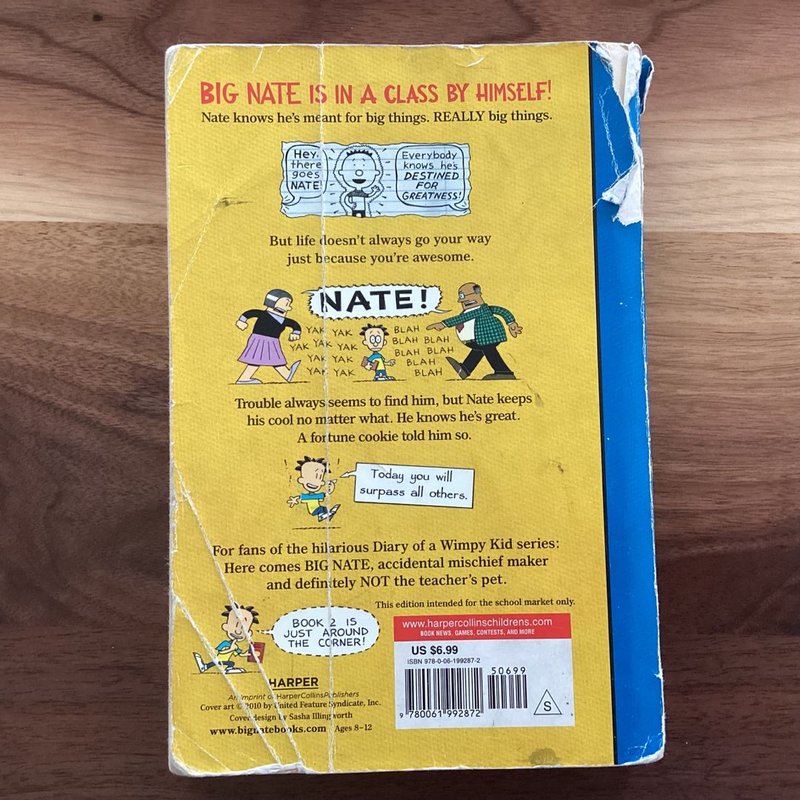 BIG NATE IS IN A CLASS BY HIMSELF!
Nate knows he's meant for big things. REALLY big things.
Hey, there goes NATE!
Everybody knows he's DESTINED FOR GREATNESS!
But life doesn't always go your way
just because you're awesome.
NATE!
YAK YAK
YAK YAK YAK
YAK YAK
YAK YAK
BLAH
BLAH BLAH
BLAH BLAH
BLAH
BLAH
Trouble always seems to find him, but Nate keeps
his cool no matter what. He knows he's great.
A fortune cookie told him so.
Today you will
surpass all others.
For fans of the hilarious Diary of a Wimpy Kid series:
Here comes BIG NATE, accidental mischief maker
and definitely NOT the teacher's pet.
This edition intended for the school market only.
BOOK 2 IS
JUST AROUND
THE CORNER!
www.harpercollinschildrens.com
BOOK NEWS, GAMES, CONTESTS, AND MORE
US $6.99
ISBN 978-0-06-199287-2
50699
9 780061 992872
S
HARPER
An Imprint of HarperCollinsPublishers
Cover art © 2010 by United Feature Syndicate, Inc.
Cover design by Sasha Illingworth
www.bignatebooks.com Ages 8–12